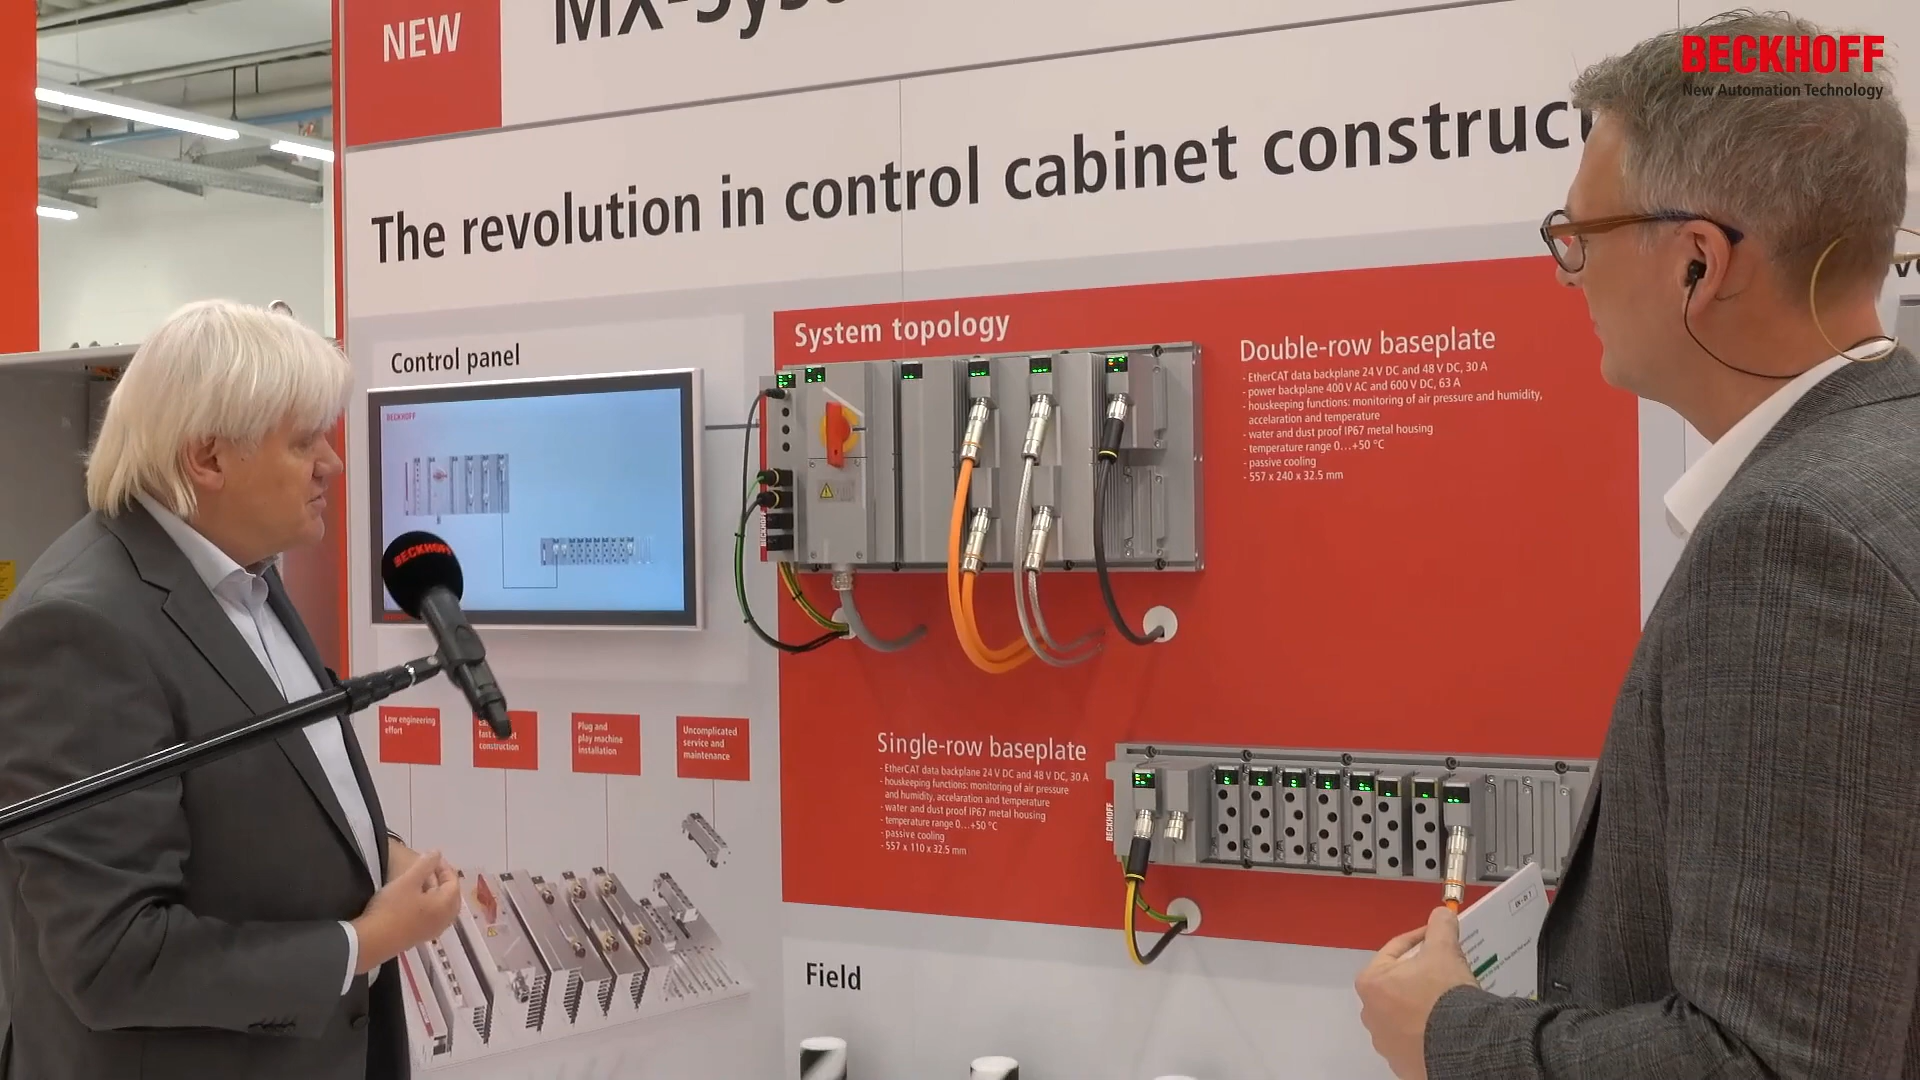 NEW
MX-Syst
BECKHOFF
New Automation Technology
The revolution in control cabinet construct
Control panel
BECKHOFF
System topology
Double-row baseplate
- EtherCAT data backplane 24 V DC and 48 V DC, 30 A
- power backplane 400 V AC and 600 V DC, 63 A
- houskeeping functions: monitoring of air pressure and humidity,
accelaration and temperature
- water and dust proof IP67 metal housing
- temperature range 0...+50 °C
- passive cooling
- 557 x 240 x 32.5 mm
BECKHOFF
BECKHOFF
Low engineering
effort
construction
Plug and
play machine
installation
Uncomplicated
service and
maintenance
Single-row baseplate
- EtherCAT data backplane 24 V DC and 48 V DC, 30 A
- houskeeping functions: monitoring of air pressure
and humidity, accelaration and temperature
- water and dust proof IP67 metal housing
- temperature range 0...+50 °C
- passive cooling
- 557 x 110 x 32.5 mm
BECKHOFF
Field